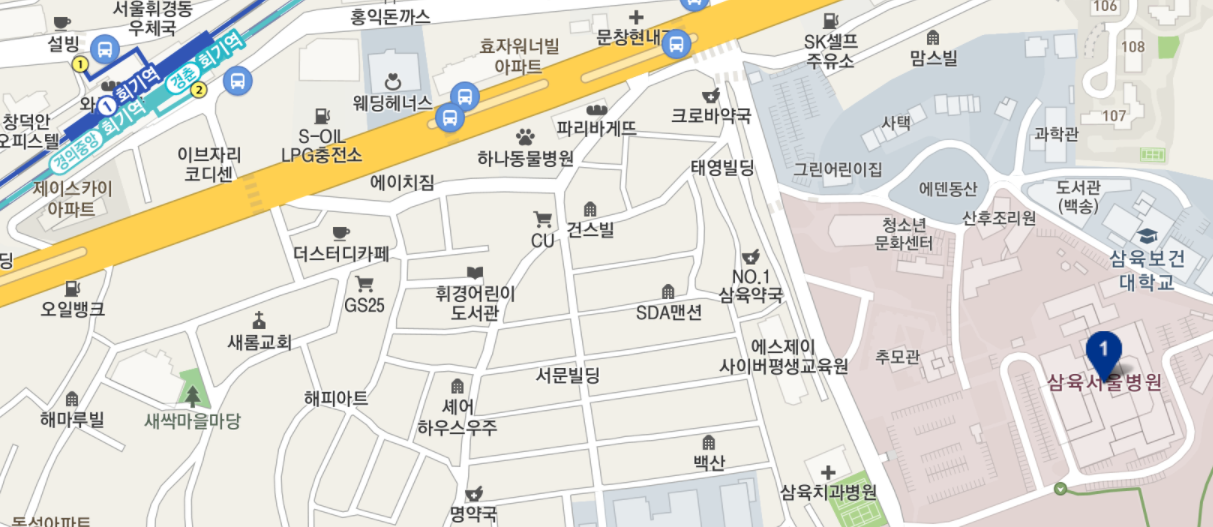 서울휘경동
우체국
설빙
1
1 회기역
경춘 회기역
경의중앙 회기역
2
와
창덕안
오피스텔
홍익돈까스
효자워너빌
아파트
웨딩헤너스
S-OIL
LPG충전소
이브자리
코디센
제이스카이
아파트
하나동물병원
파리바게뜨
에이치짐
문창현내
크로바약국
SK셀프
주유소
맘스빌
106
108
107
사택
과학관
태영빌딩
그린어린이집
에덴동산
도서관
(백송)
산후조리원
청소년
문화센터
삼육보건
대학교
CU
건스빌
더스터디카페
GS25
휘경어린이
도서관
NO.1
삼육약국
SDA맨션
딩
오일뱅크
새롬교회
에스제이
사이버평생교육원
추모관
1
삼육서울병원
서문빌딩
해피아트
셰어
하우스우주
해마루빌
새싹마을마당
백산
삼육치과병원
명약국
동성아파트